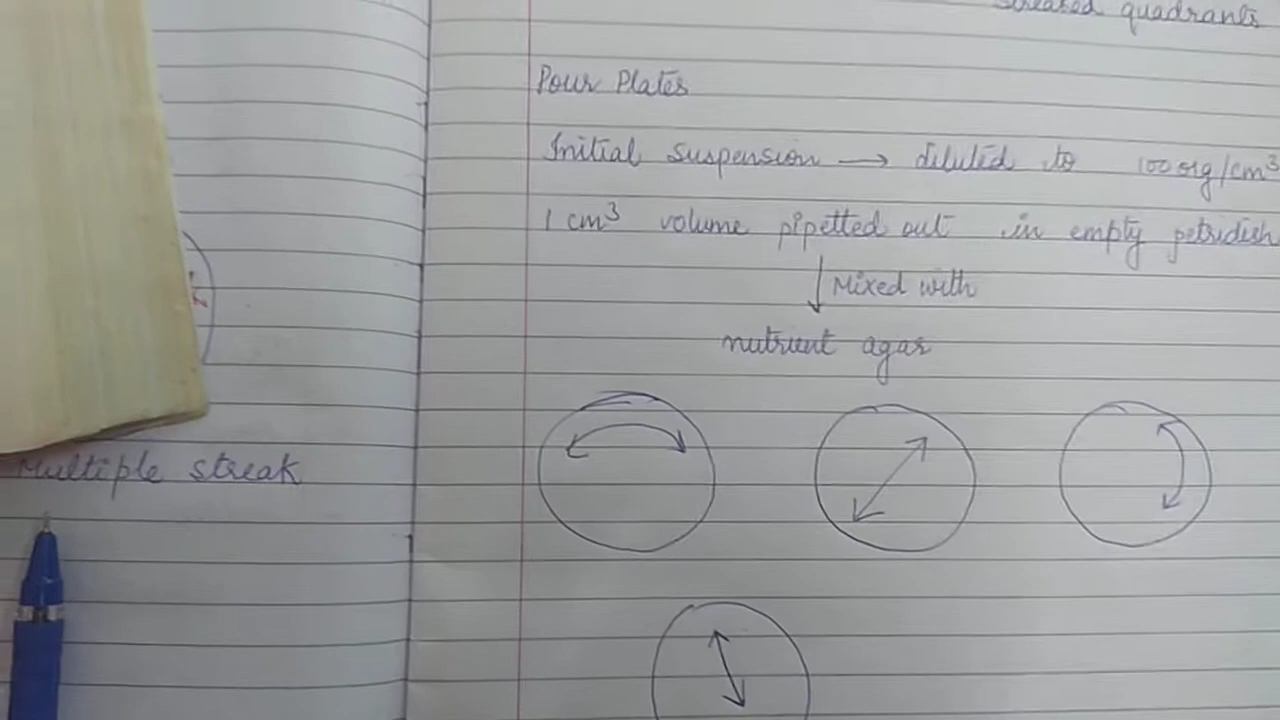 streaked quadrants
Pour Plates
Initial suspension → diluted to 100 org/cm³
1 cm³ volume pipetted out in empty petridish
↓ Mixed with
nutrient agar
Multiple streak